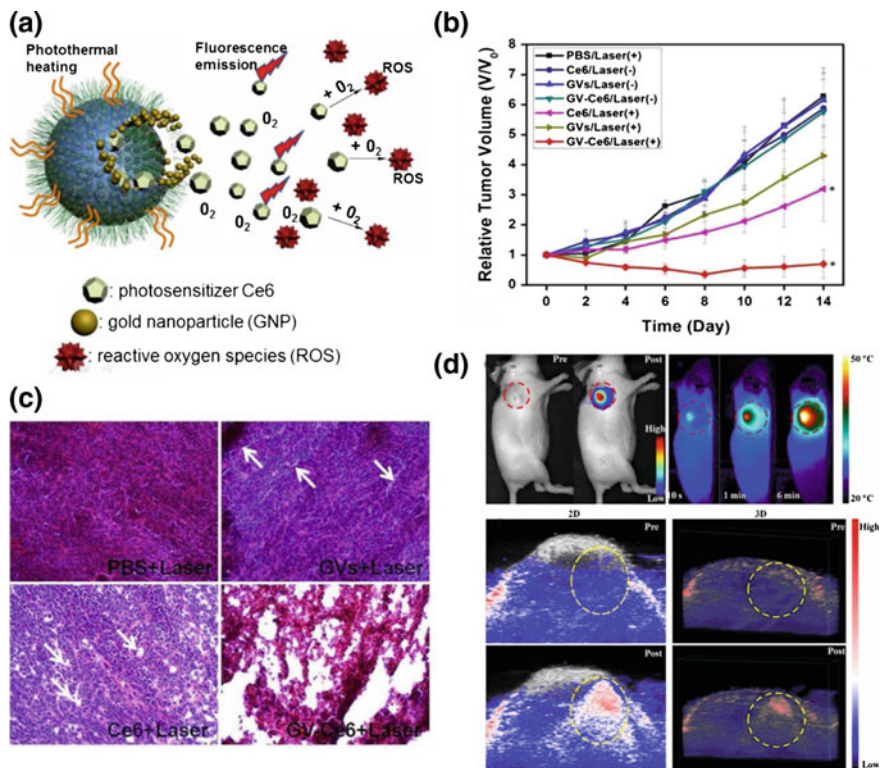 (a)
Photothermal
heating
Fluorescence
emission
ROS
+ O2
ROS
O2
+ O2
ROS
O2
O2
O2
+ O2
ROS
: photosensitizer Ce6
: gold nanoparticle (GNP)
: reactive oxygen species (ROS)
(b)
Relative Tumor Volume (V/V0)
8
7
6
5
4
3
2
1
0
PBS/Laser(+)
Ce6/Laser(-)
GVs/Laser(-)
GV-Ce6/Laser(-)
Ce6/Laser(+)
GVs/Laser(+)
GV-Ce6/Laser(+)
*
*
0 2 4 6 8 10 12 14
Time (Day)
(c)
PBS+Laser
GVs+Laser
Ce6+Laser
GV-Ce6+Laser
(d)
Pre
Post
High
Low
10 s
1 min
6 min
50 °C
20 °C
2D
3D
Pre
Pre
Post
Post
High
Low